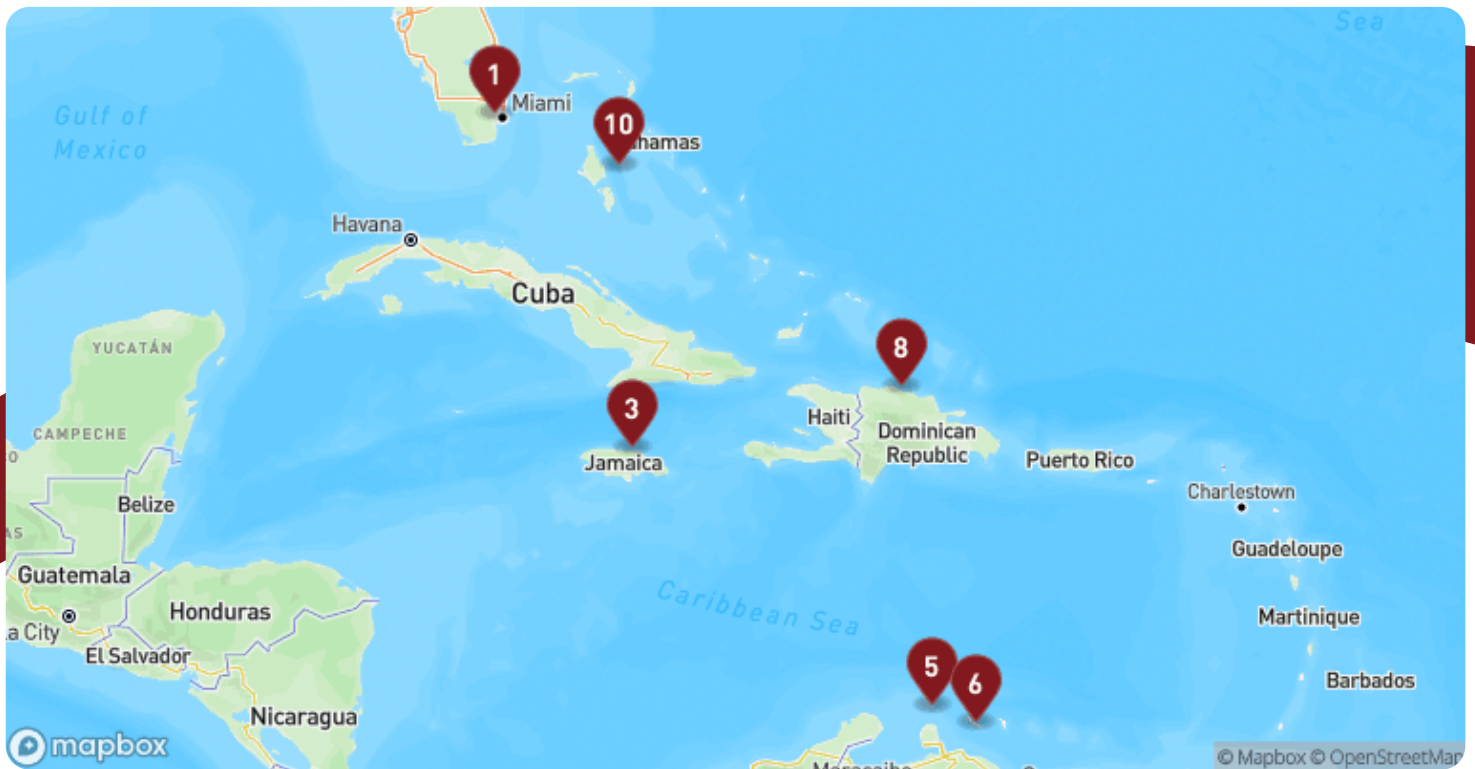 Sea
1
Miami
Gulf of
Mexico
10
hamas
Havana
Cuba
YUCATÁN
8
3
Haiti
Dominican
Republic
CAMPECHE
Jamaica
Puerto Rico
Charlestown
Belize
AS
Guadeloupe
Guatemala
Caribbean Sea
Honduras
Martinique
a City
El Salvador
5
6
Barbados
Nicaragua
mapbox
© Mapbox © OpenStreetMap